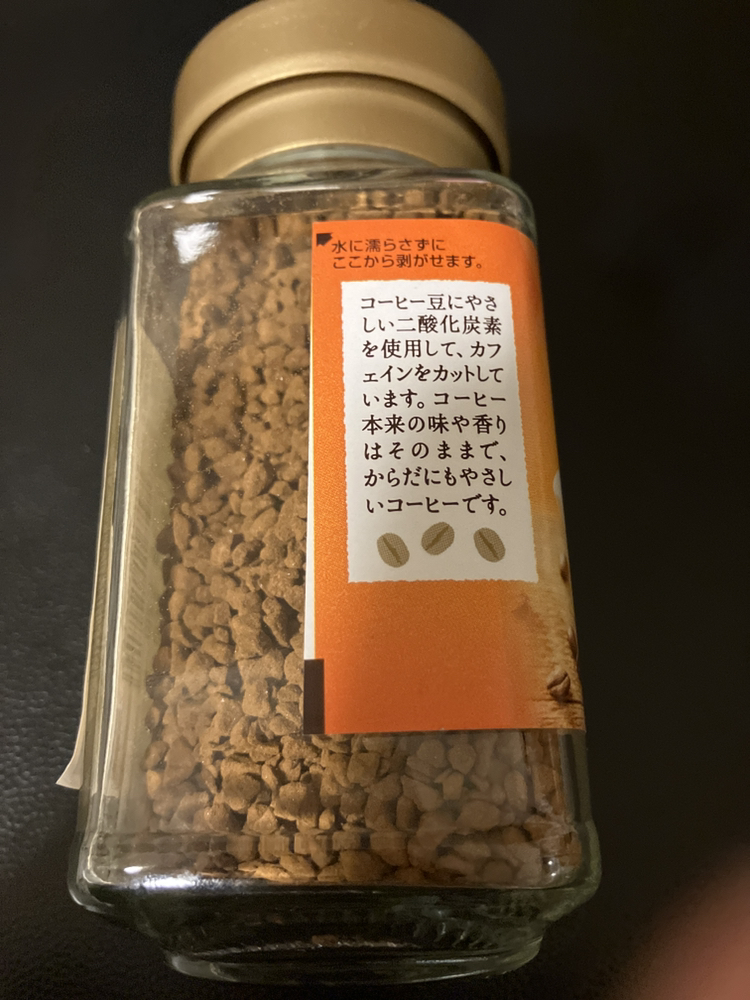 水に濡らさずに
ここから剥がせます。
コーヒー豆にやさ
しい二酸化炭素
を使用して、カフ
ェインをカットして
います。コーヒー
本来の味や香り
はそのままで、
からだにもやさし
いコーヒーです。